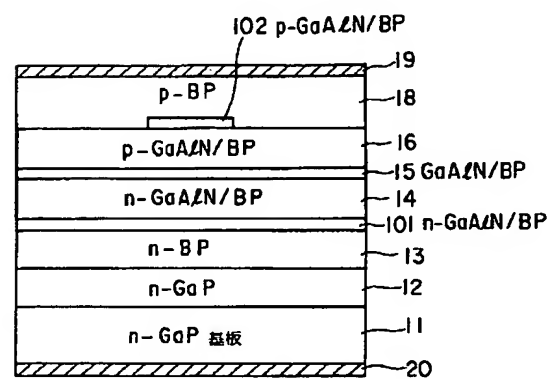 102 p-GaAlN/BP
19
p-BP
18
p-GaAlN/BP
16
15 GaAlN/BP
n-GaAlN/BP
14
101 n-GaAlN/BP
n-BP
13
n-GaP
12
n-GaP 基板
11
20